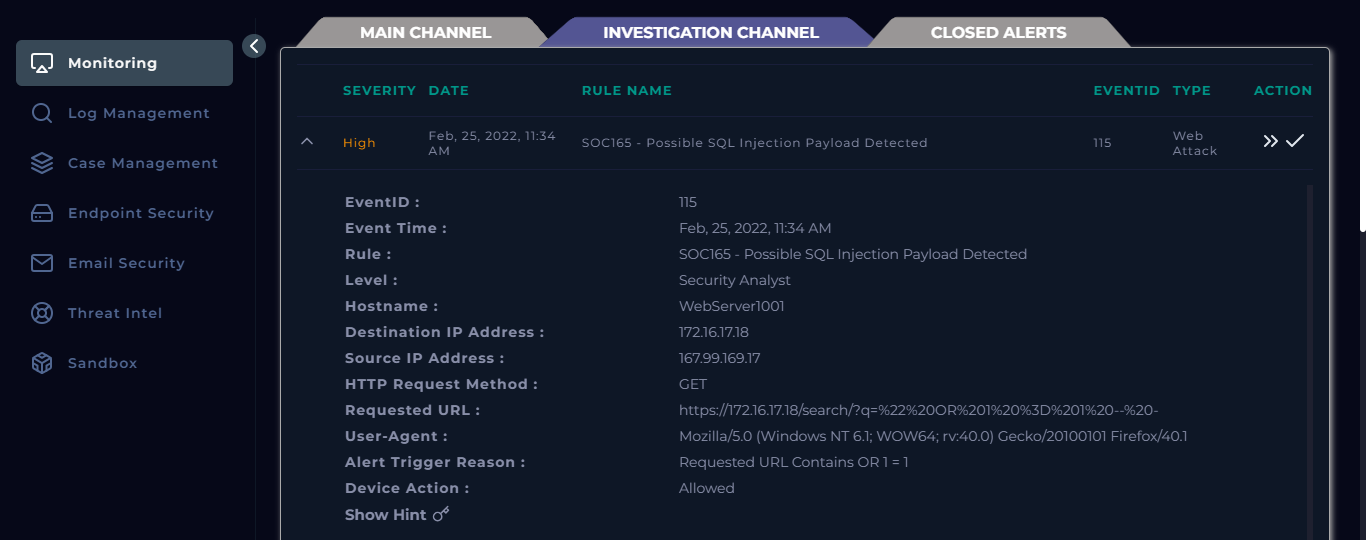 MAIN CHANNEL INVESTIGATION CHANNEL CLOSED ALERTS
Monitoring
Log Management
Case Management
Endpoint Security
Email Security
Threat Intel
Sandbox
SEVERITY DATE RULE NAME EVENTID TYPE ACTION
High Feb, 25, 2022, 11:34 AM SOC165 - Possible SQL Injection Payload Detected 115 Web Attack
EventID : 115
Event Time : Feb, 25, 2022, 11:34 AM
Rule : SOC165 - Possible SQL Injection Payload Detected
Level : Security Analyst
Hostname : WebServer1001
Destination IP Address : 172.16.17.18
Source IP Address : 167.99.169.17
HTTP Request Method : GET
Requested URL : https://172.16.17.18/search/?q=%22%20OR%201%20%3D%201%20--%20-
User-Agent : Mozilla/5.0 (Windows NT 6.1; WOW64; rv:40.0) Gecko/20100101 Firefox/40.1
Alert Trigger Reason : Requested URL Contains OR 1 = 1
Device Action : Allowed
Show Hint